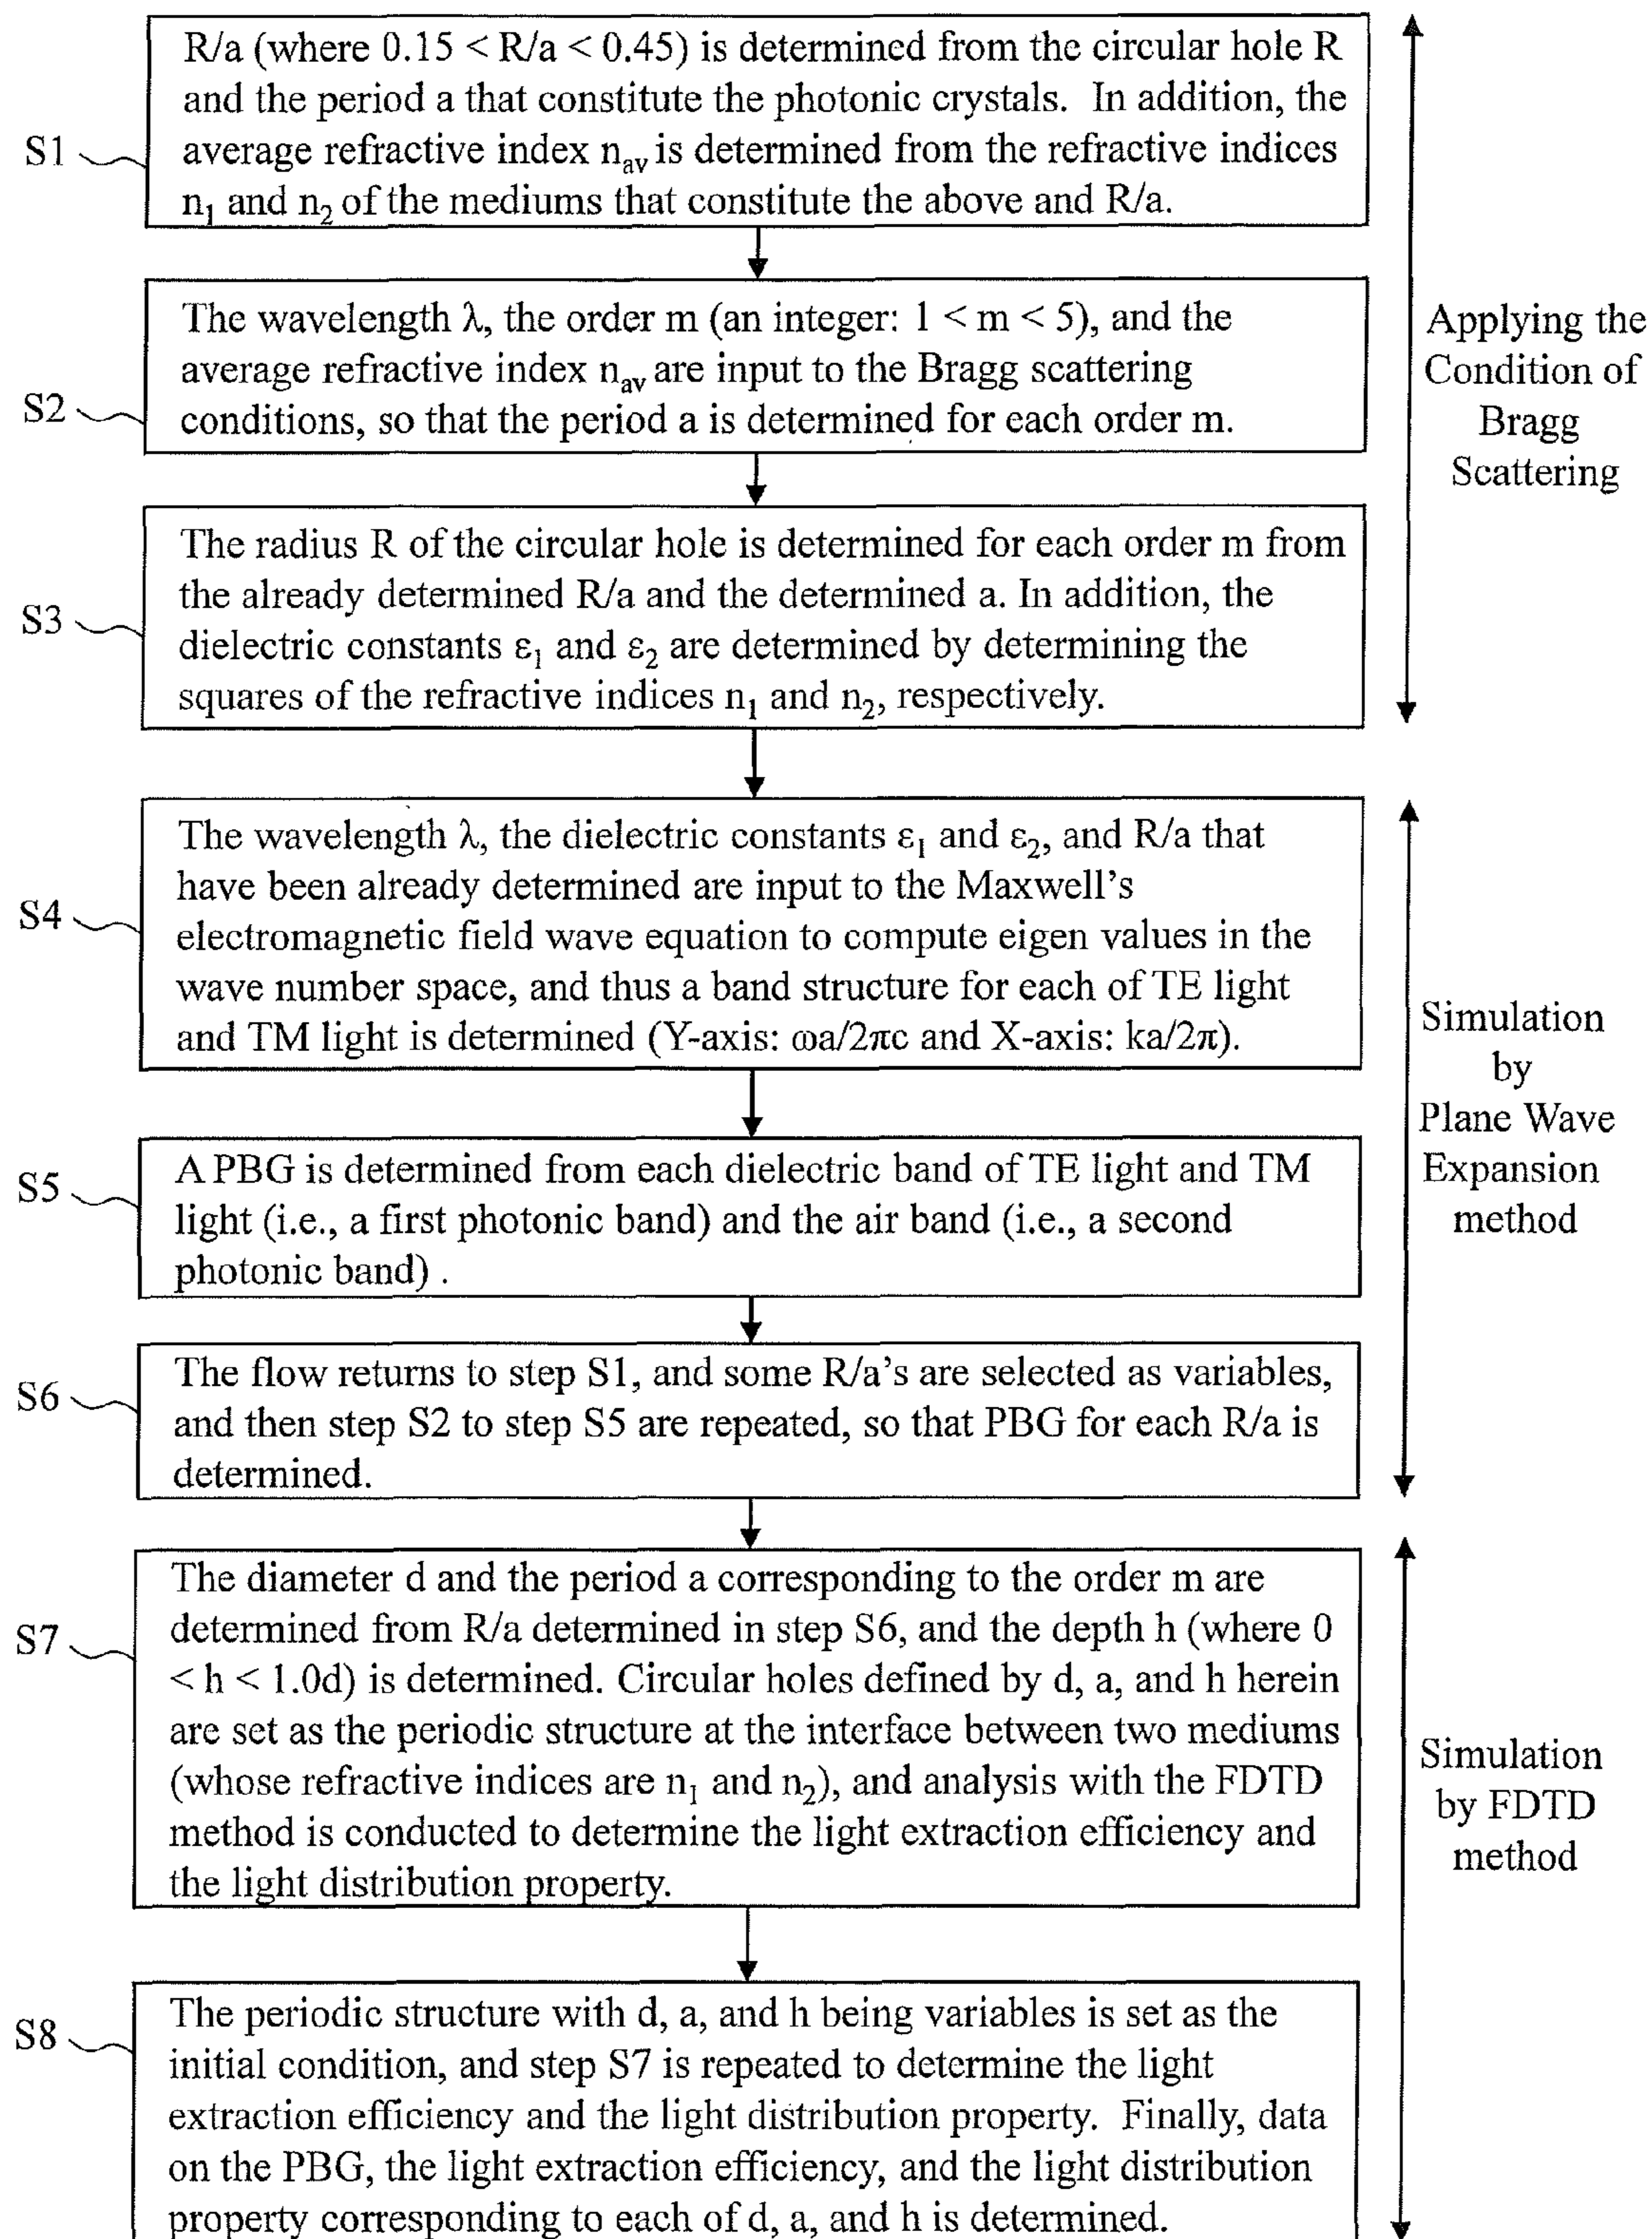 R/a (where 0.15 < R/a < 0.45) is determined from the circular hole R
and the period a that constitute the photonic crystals. In addition, the
average refractive index nav is determined from the refractive indices
n1 and n2 of the mediums that constitute the above and R/a.
S1
The wavelength λ, the order m (an integer: 1 < m < 5), and the
average refractive index nav are input to the Bragg scattering
conditions, so that the period a is determined for each order m.
S2
The radius R of the circular hole is determined for each order m from
the already determined R/a and the determined a. In addition, the
dielectric constants ε1 and ε2 are determined by determining the
squares of the refractive indices n1 and n2, respectively.
S3
Applying the
Condition of
Bragg
Scattering
The wavelength λ, the dielectric constants ε1 and ε2, and R/a that
have been already determined are input to the Maxwell's
electromagnetic field wave equation to compute eigen values in the
wave number space, and thus a band structure for each of TE light
and TM light is determined (Y-axis: ωa/2πc and X-axis: ka/2π).
S4
A PBG is determined from each dielectric band of TE light and TM
light (i.e., a first photonic band) and the air band (i.e., a second
photonic band) .
S5
The flow returns to step S1, and some R/a's are selected as variables,
and then step S2 to step S5 are repeated, so that PBG for each R/a is
determined.
S6
Simulation
by
Plane Wave
Expansion
method
The diameter d and the period a corresponding to the order m are
determined from R/a determined in step S6, and the depth h (where 0
< h < 1.0d) is determined. Circular holes defined by d, a, and h herein
are set as the periodic structure at the interface between two mediums
(whose refractive indices are n1 and n2), and analysis with the FDTD
method is conducted to determine the light extraction efficiency and
the light distribution property.
S7
The periodic structure with d, a, and h being variables is set as the
initial condition, and step S7 is repeated to determine the light
extraction efficiency and the light distribution property. Finally, data
on the PBG, the light extraction efficiency, and the light distribution
property corresponding to each of d, a, and h is determined.
S8
Simulation
by FDTD
method